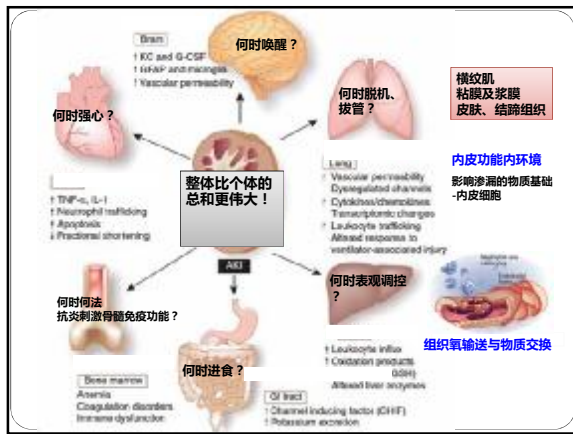 Brain
↑ KC and G-CSF
↑ GFAP and microglia
↑ Vascular permeability
何时唤醒？
何时强心？
↑ TNF-α, IL-1
↑ Neutrophil trafficking
↑ Apoptosis
↓ Fractional shortening
何时脱机、
拔管？
Lung
↑ Vascular permeability
Dysregulated channels
↑ Cytokines/chemokines
Transcriptomic changes
↑ Leukocyte trafficking
Altered response to
ventilator-associated injury
横纹肌
粘膜及浆膜
皮肤、结蹄组织
内皮功能内环境
影响渗漏的物质基础
-内皮细胞
整体比个体的
总和更伟大！
AKI
何时何法
抗炎刺激骨髓免疫功能？
Bone marrow
Anemia
Coagulation disorders
Immune dysfunction
何时进食？
GI tract
↑ Channel inducing factor (CHIF)
↑ Potassium excretion
何时表观调控
？
↑ Leukocyte influx
↑ Oxidation products
GSH)
Altered liver enzymes
组织氧输送与物质交换